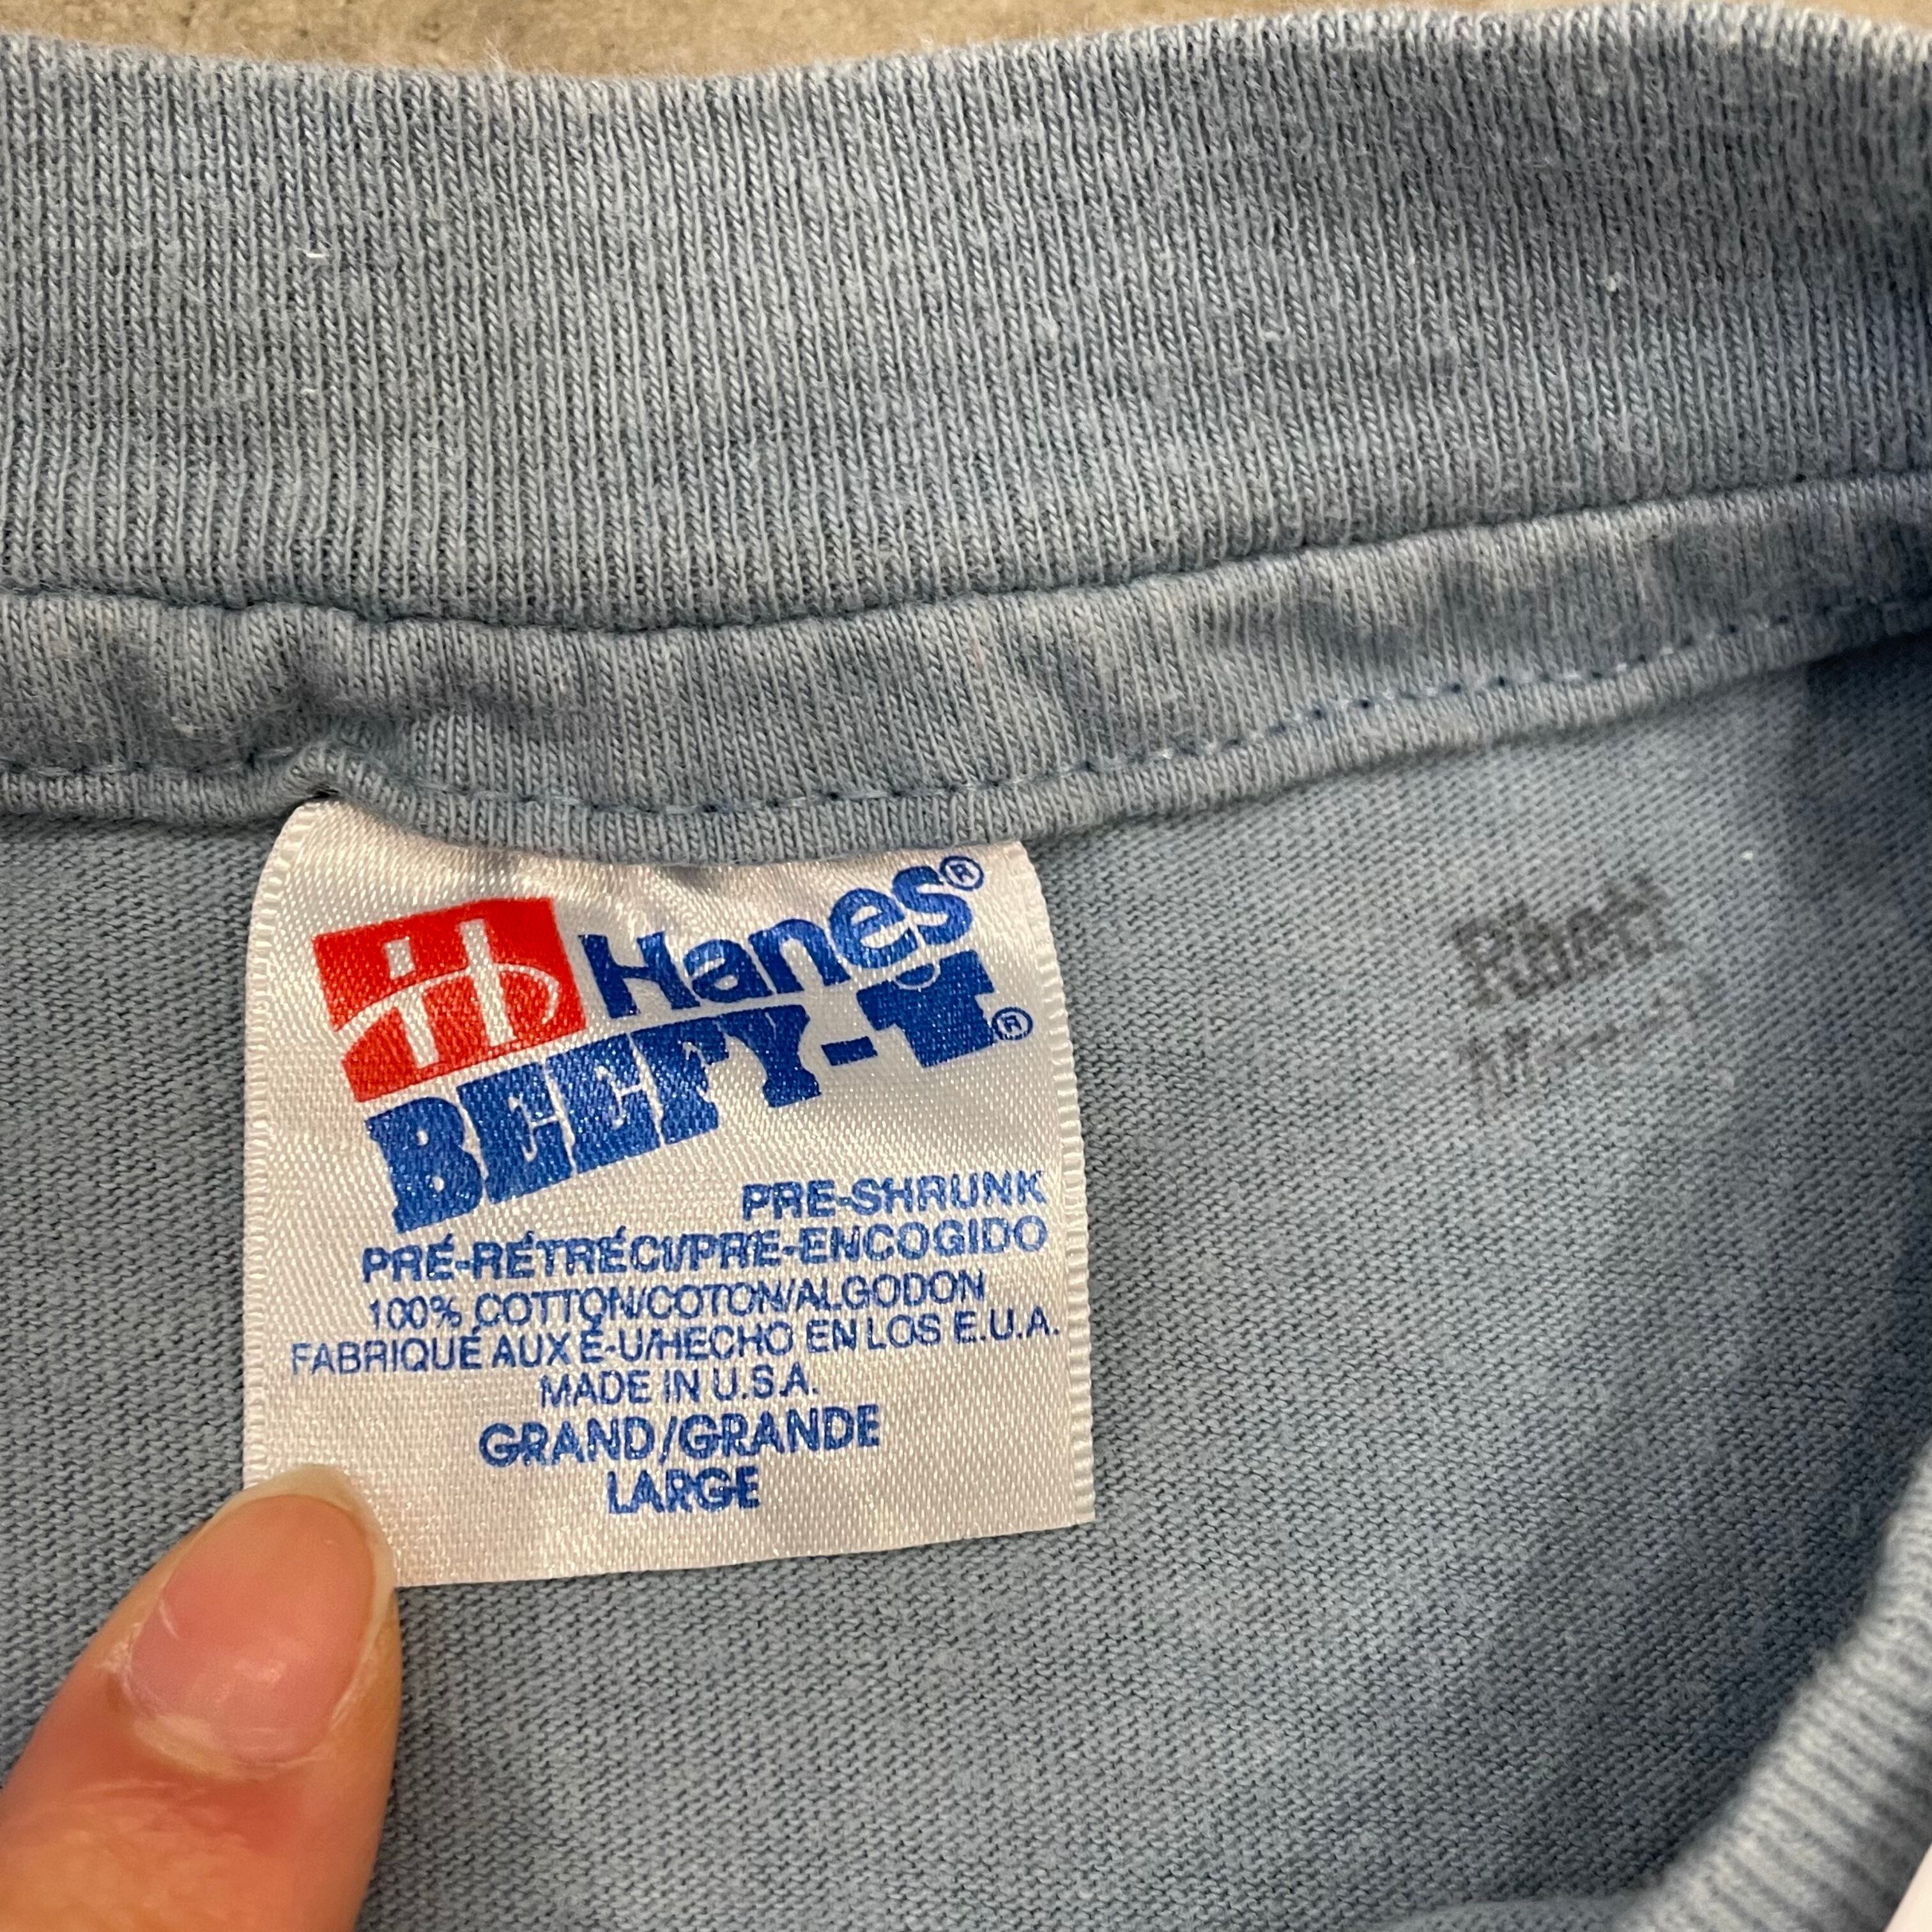 Hanes®
BEEFY-T®
PRE-SHRUNK
PRÉ-RÉTRÉCI/PRE-ENCOGIDO
100% COTTON/COTON/ALGODON
FABRIQUÉ AUX É-U/HECHO EN LOS E.U.A.
MADE IN U.S.A.
GRAND/GRANDE
LARGE